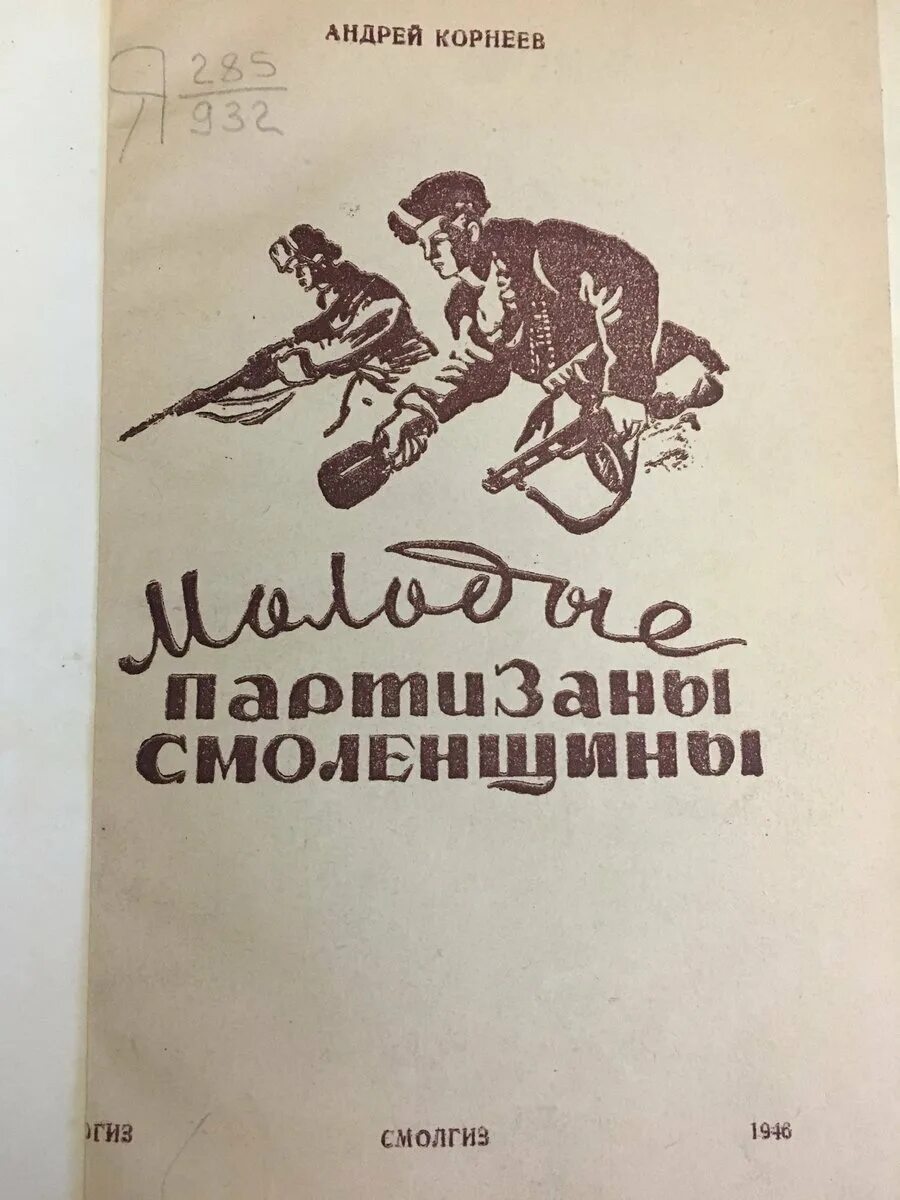 АНДРЕЙ КОРНЕЕВ
Я 285
932
Молодые
партиЗаны
СМОЛЕНЩИНЫ
ОГИЗ СМОЛГИЗ 1946